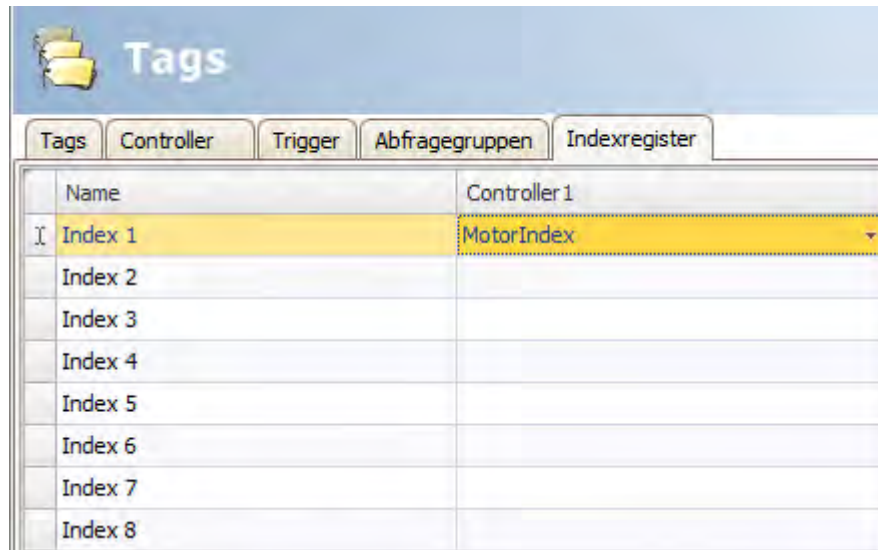 Tags
Tags Controller Trigger Abfragegruppen Indexregister
Name Controller1
Index 1 MotorIndex
Index 2
Index 3
Index 4
Index 5
Index 6
Index 7
Index 8